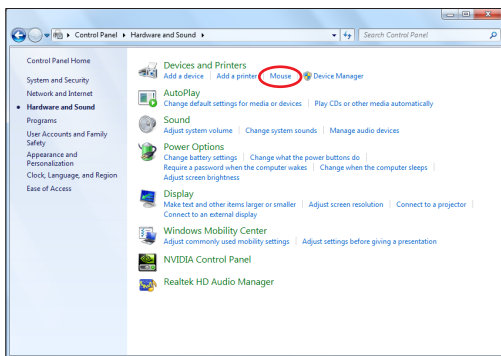 Control Panel ▸ Hardware and Sound ▸
Search Control Panel
Control Panel Home
System and Security
Network and Internet
Hardware and Sound
Programs
User Accounts and Family
Safety
Appearance and
Personalization
Clock, Language, and Region
Ease of Access
Devices and Printers
Add a device | Add a printer | Mouse | Device Manager
AutoPlay
Change default settings for media or devices | Play CDs or other media automatically
Sound
Adjust system volume | Change system sounds | Manage audio devices
Power Options
Change battery settings | Change what the power buttons do |
Require a password when the computer wakes | Change when the computer sleeps |
Adjust screen brightness
Display
Make text and other items larger or smaller | Adjust screen resolution | Connect to a projector |
Connect to an external display
Windows Mobility Center
Adjust commonly used mobility settings | Adjust settings before giving a presentation
NVIDIA Control Panel
Realtek HD Audio Manager